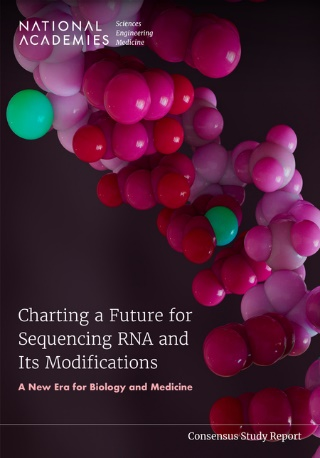 NATIONAL
ACADEMIES
Sciences
Engineering
Medicine
Charting a Future for
Sequencing RNA and
Its Modifications
A New Era for Biology and Medicine
Consensus Study Report